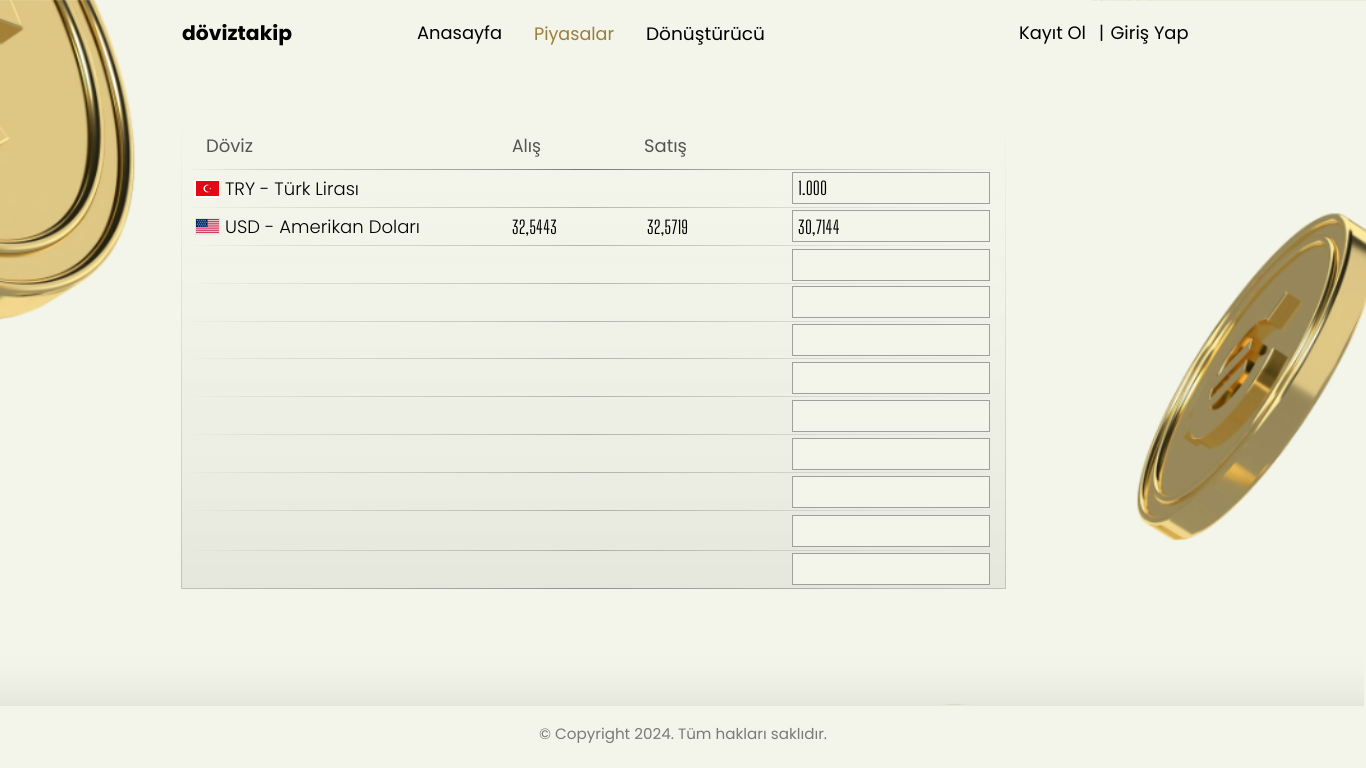 döviztakip Anasayfa Piyasalar Dönüştürücü Kayıt Ol | Giriş Yap
Döviz Alış Satış
TRY - Türk Lirası 1.000
USD - Amerikan Doları 32,5443 32,5719 30,7144
© Copyright 2024. Tüm hakları saklıdır.